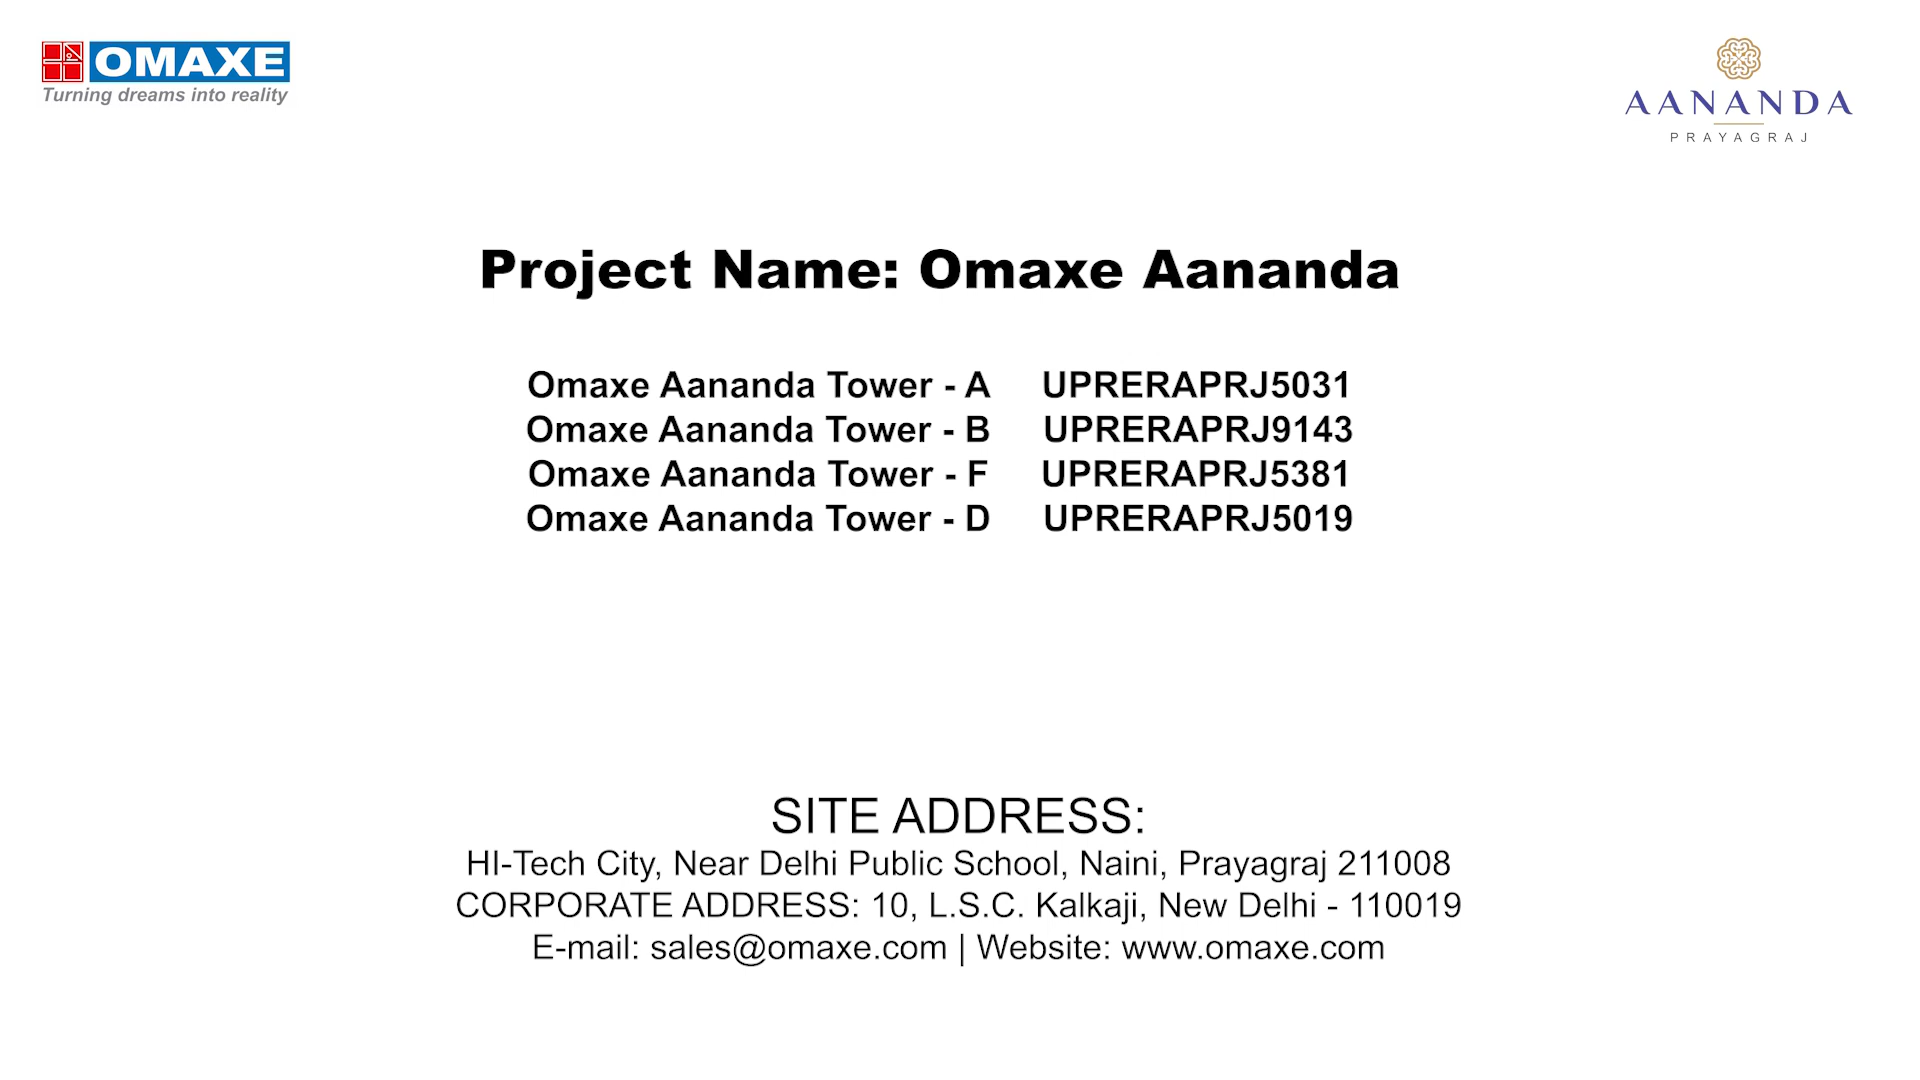 OMAXE
Turning dreams into reality
AANANDA
PRAYAGRAJ
Project Name: Omaxe Aananda
Omaxe Aananda Tower - A UPRERAPRJ5031
Omaxe Aananda Tower - B UPRERAPRJ9143
Omaxe Aananda Tower - F UPRERAPRJ5381
Omaxe Aananda Tower - D UPRERAPRJ5019
SITE ADDRESS:
HI-Tech City, Near Delhi Public School, Naini, Prayagraj 211008
CORPORATE ADDRESS: 10, L.S.C. Kalkaji, New Delhi - 110019
E-mail: sales@omaxe.com | Website: www.omaxe.com